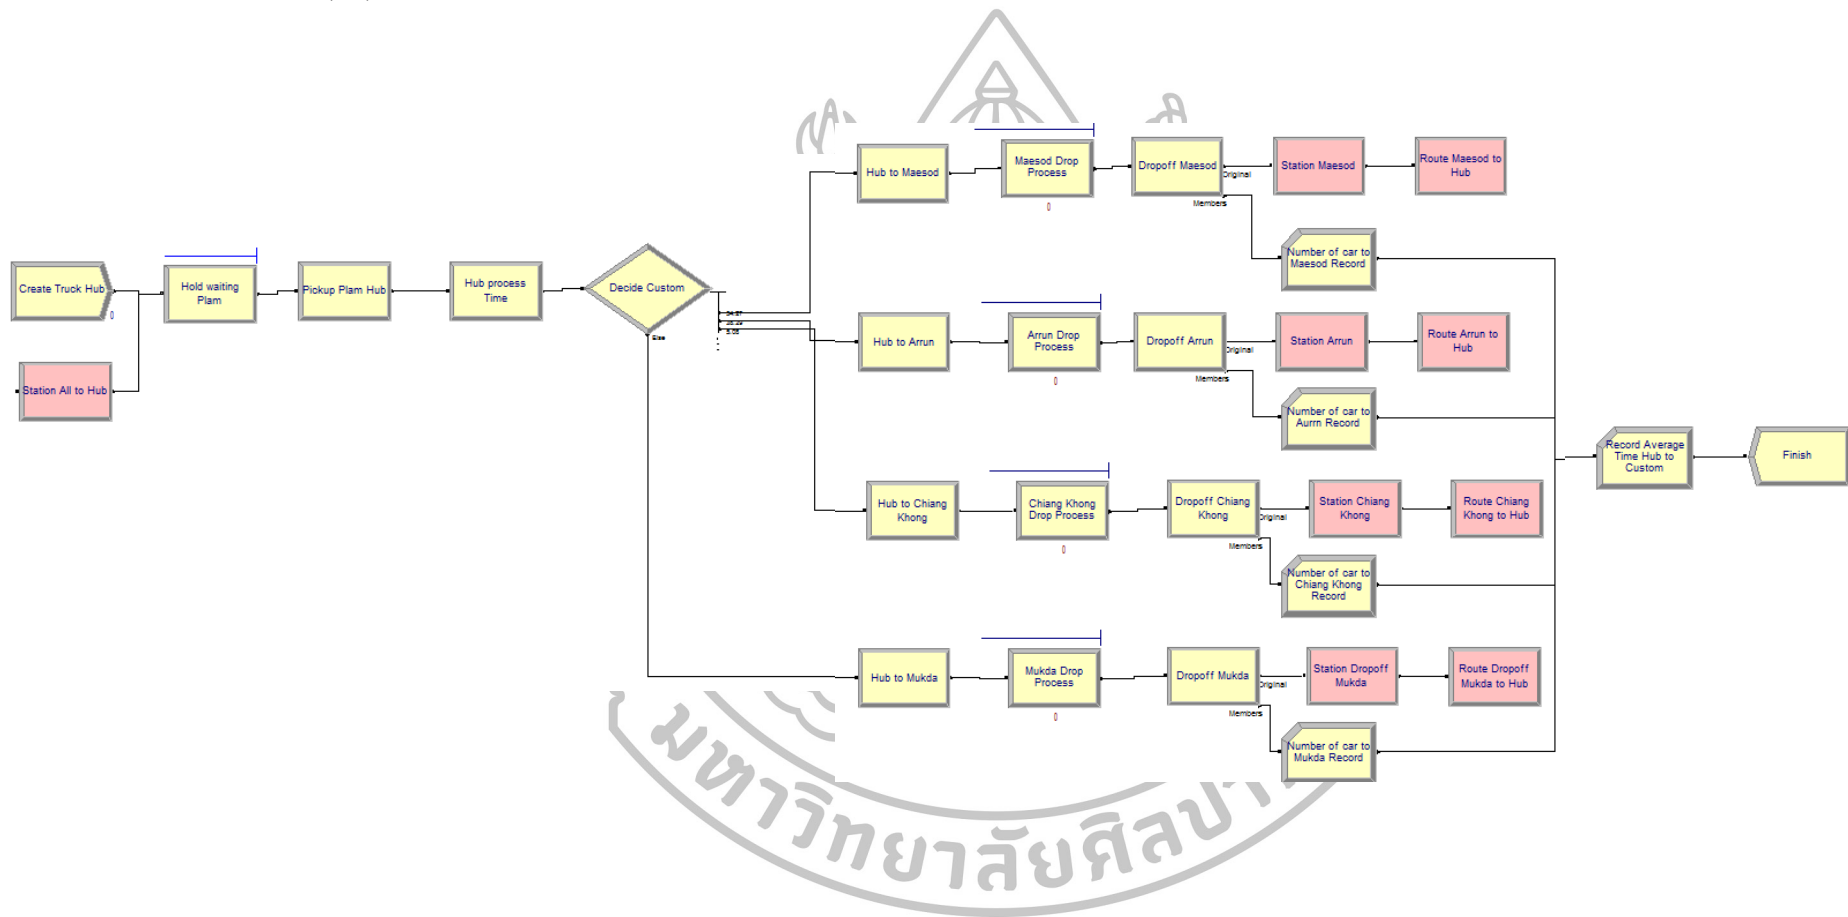 Create Truck Hub
0
Station All to Hub
Hold waiting
Plam
Pickup Plam Hub
Hub process
Time
Decide Custom
Else
Hub to Maesod
Maesod Drop
Process
0
Dropoff Maesod
Original
Members
Station Maesod
Route Maesod to
Hub
Number of car to
Maesod Record
Hub to Arrun
Arrun Drop
Process
0
Dropoff Arrun
Original
Members
Station Arrun
Route Arrun to
Hub
Number of car to
Aurrn Record
Hub to Chiang
Khong
Chiang Khong
Drop Process
0
Dropoff Chiang
Khong
Original
Members
Station Chiang
Khong
Route Chiang
Khong to Hub
Number of car to
Chiang Khong
Record
Hub to Mukda
Mukda Drop
Process
0
Dropoff Mukda
Original
Members
Station Dropoff
Mukda
Route Dropoff
Mukda to Hub
Number of car to
Mukda Record
Record Average
Time Hub to
Custom
Finish
มหาวิทยาลัยศิลปา